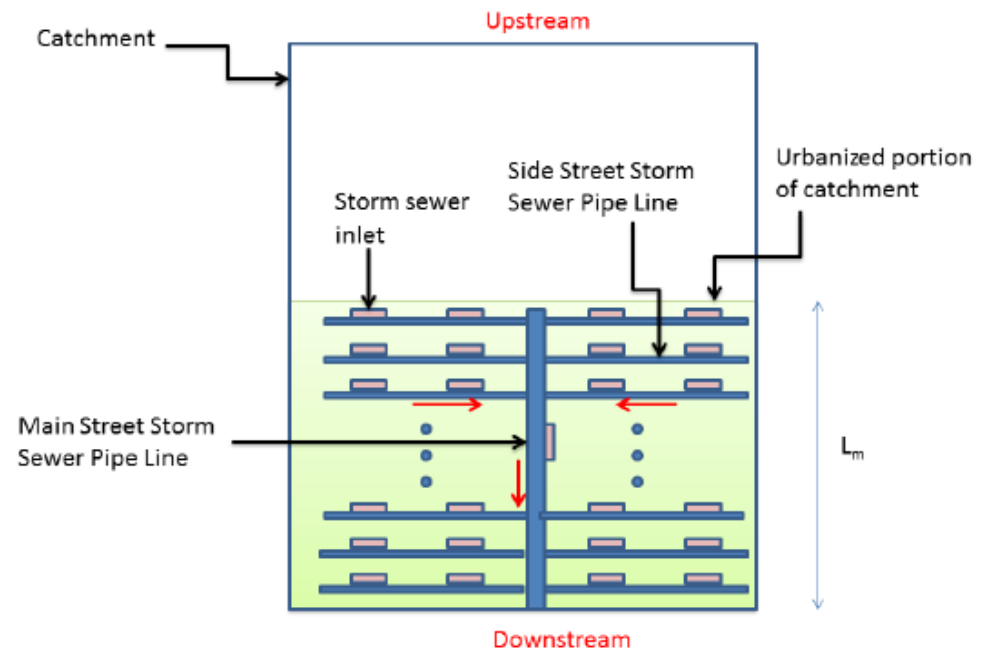 Upstream
Catchment
Urbanized portion
of catchment
Side Street Storm
Sewer Pipe Line
Storm sewer
inlet
Main Street Storm
Sewer Pipe Line
Lm
Downstream